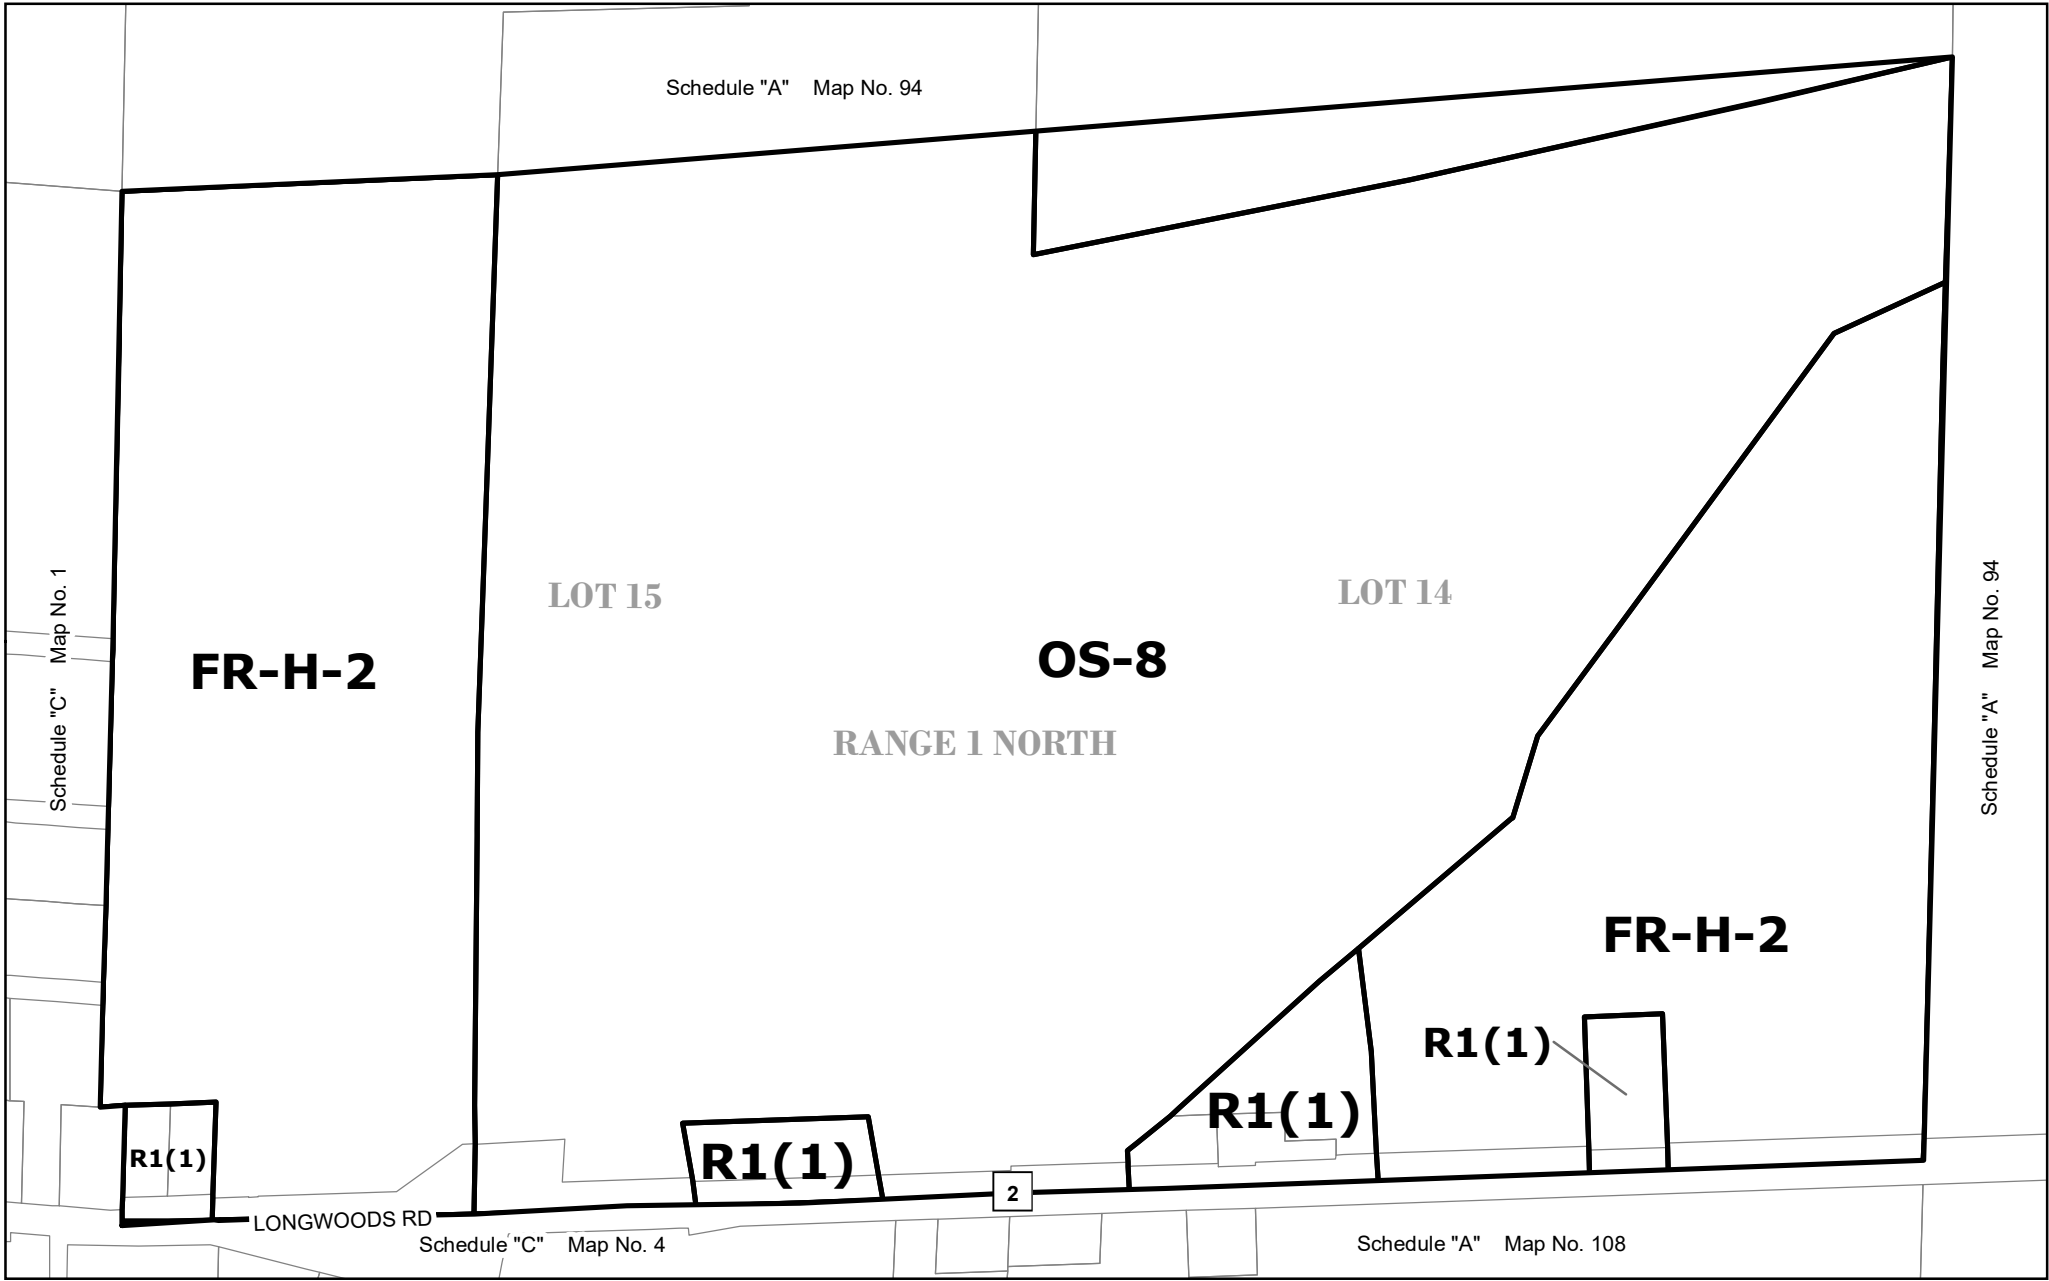 Schedule "A" Map No. 94
LOT 15
LOT 14
Schedule "C" Map No. 1
FR-H-2
OS-8
Schedule "A" Map No. 94
RANGE 1 NORTH
FR-H-2
R1(1)
R1(1)
R1(1)
R1(1)
2
LONGWOODS RD
Schedule "C" Map No. 4
Schedule "A" Map No. 108